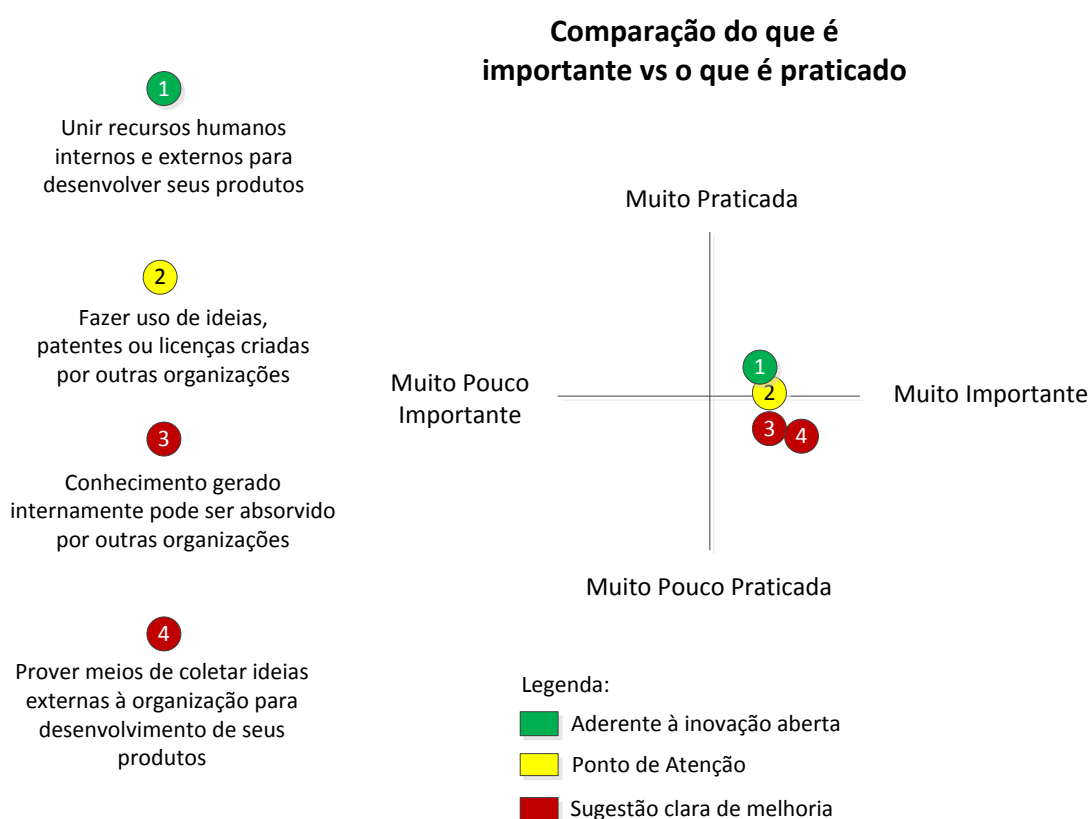 Comparação do que é
importante vs o que é praticado
1
Unir recursos humanos
internos e externos para
desenvolver seus produtos
2
Fazer uso de ideias,
patentes ou licenças criadas
por outras organizações
3
Conhecimento gerado
internamente pode ser absorvido
por outras organizações
4
Prover meios de coletar ideias
externas à organização para
desenvolvimento de seus
produtos
Muito Praticada
Muito Pouco
Importante
1
2
3
4
Muito Importante
Muito Pouco Praticada
Legenda:
Aderente à inovação aberta
Ponto de Atenção
Sugestão clara de melhoria